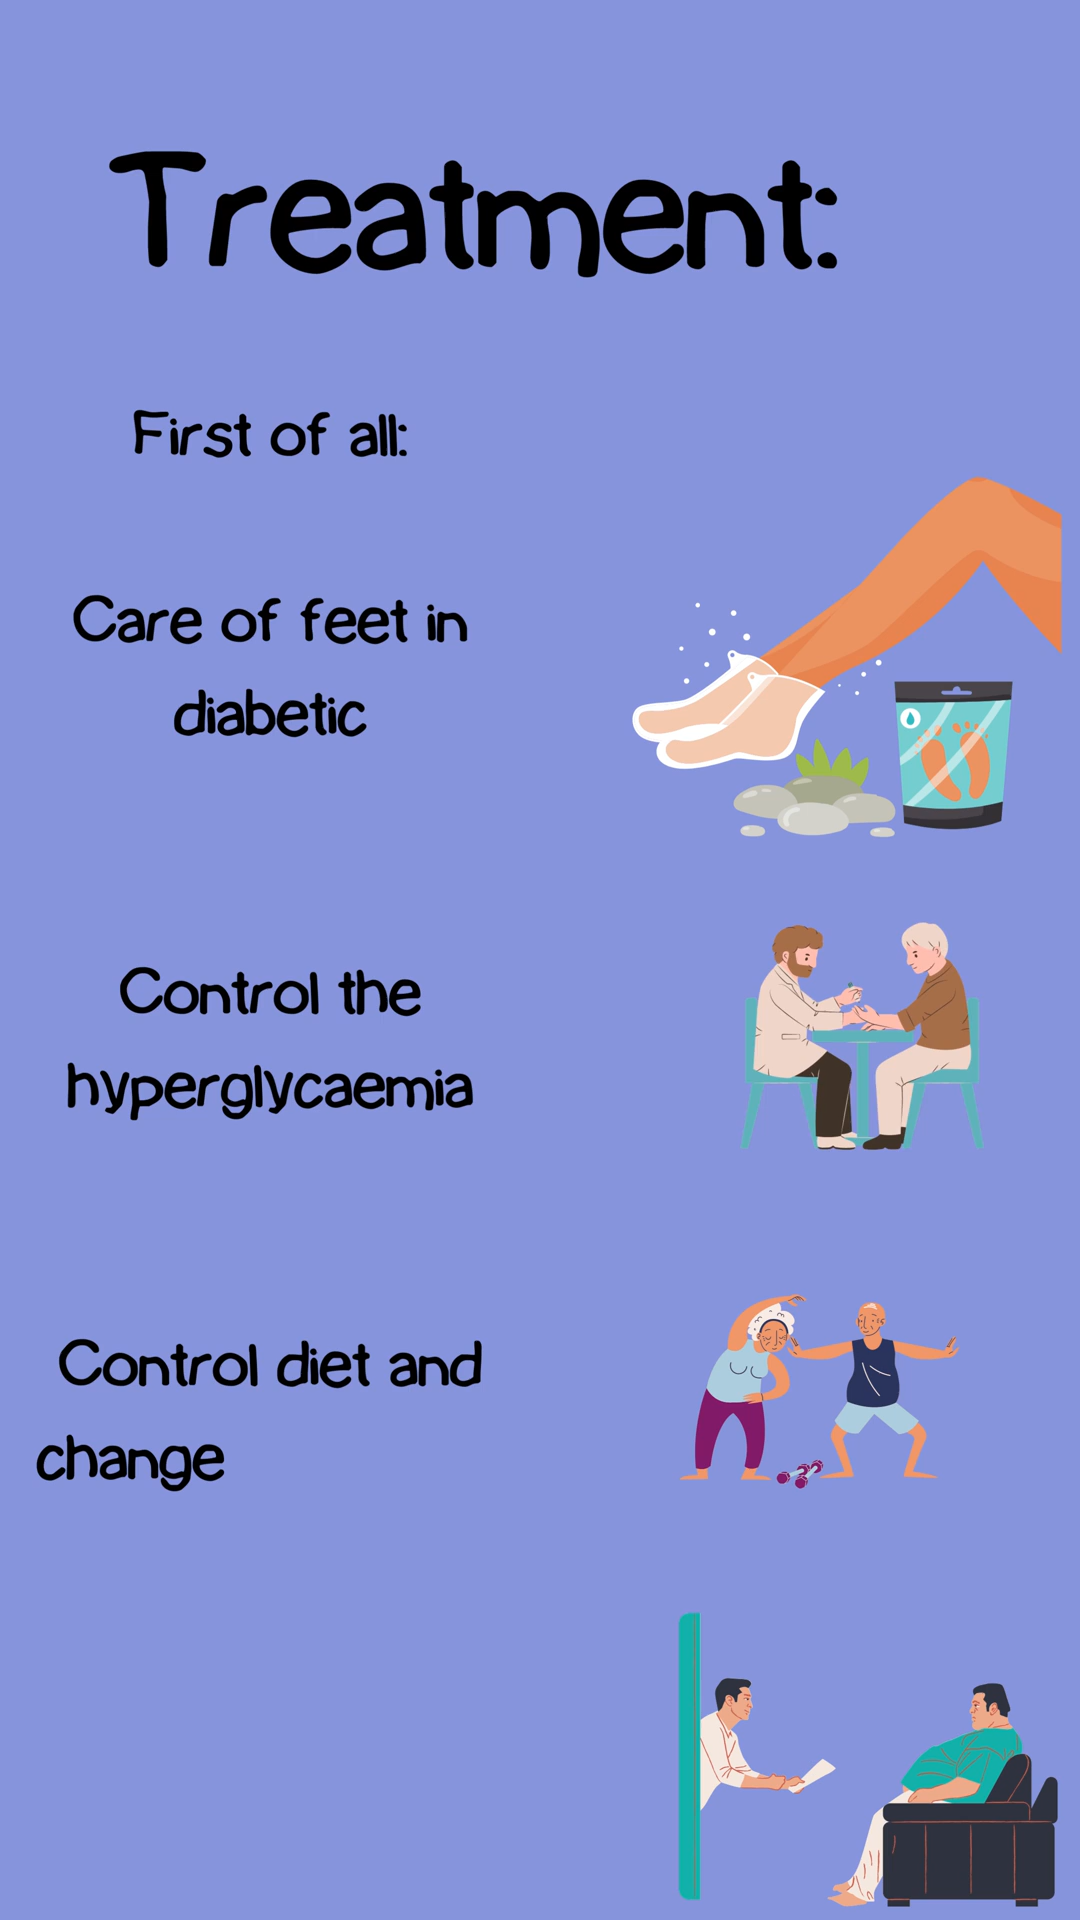 Treatment:
First of all:
Care of feet in
diabetic
Control the
hyperglycaemia
Control diet and
change